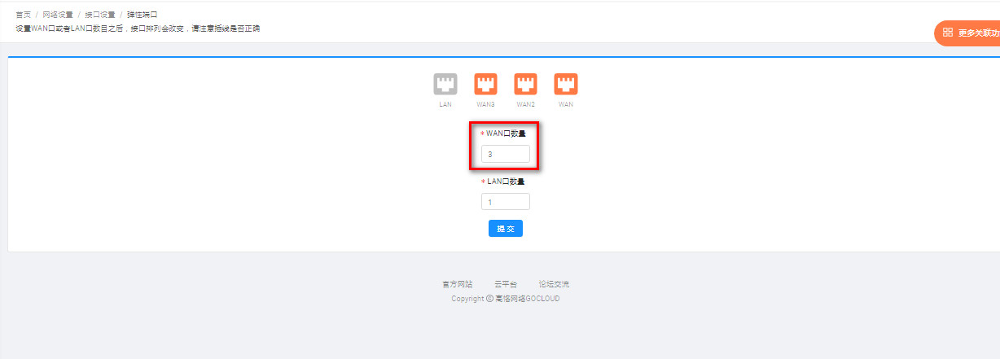 首页 / 网络设置 / 接口设置 / 弹性端口
设置WAN口或者LAN口数目之后，接口排列会改变，请注意插线是否正确
更多关联功
LAN WAN3 WAN2 WAN
* WAN口数量
3
* LAN口数量
1
提 交
官方网站 云平台 论坛交流
Copyright © 高恪网络GOCLOUD